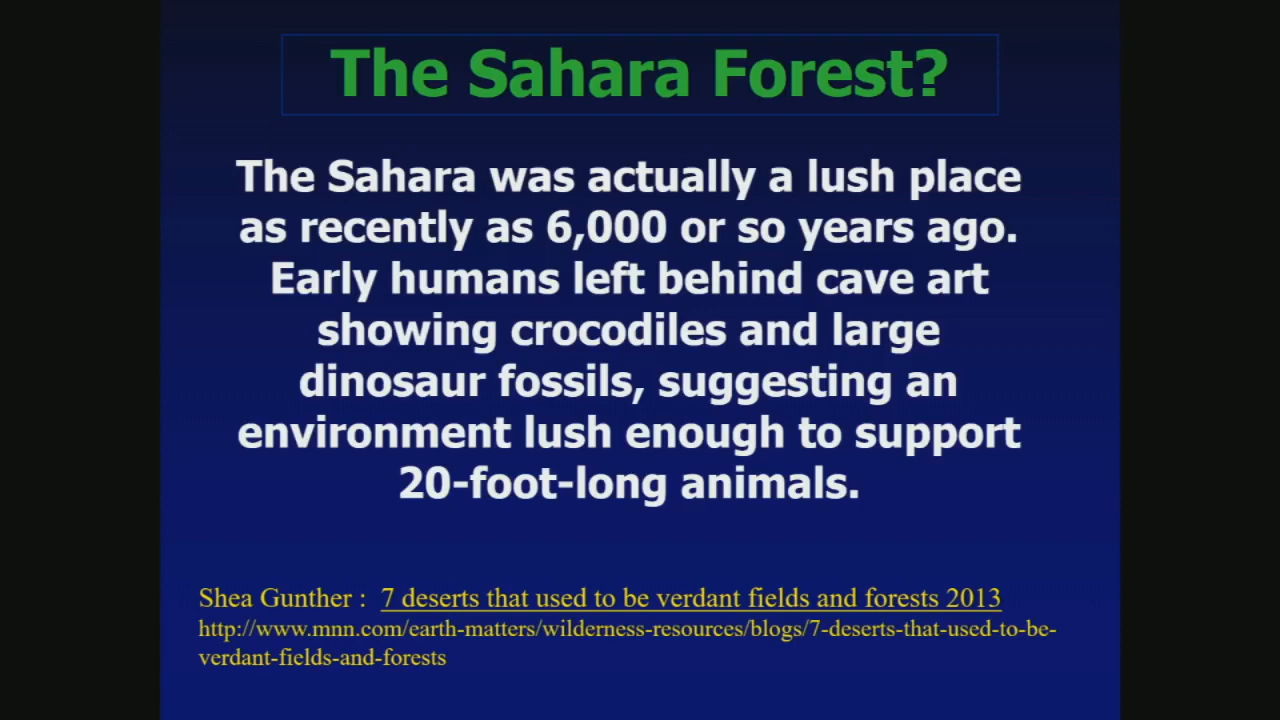 The Sahara Forest?
The Sahara was actually a lush place
as recently as 6,000 or so years ago.
Early humans left behind cave art
showing crocodiles and large
dinosaur fossils, suggesting an
environment lush enough to support
20-foot-long animals.
Shea Gunther : 7 deserts that used to be verdant fields and forests 2013
http://www.mnn.com/earth-matters/wilderness-resources/blogs/7-deserts-that-used-to-be-
verdant-fields-and-forests